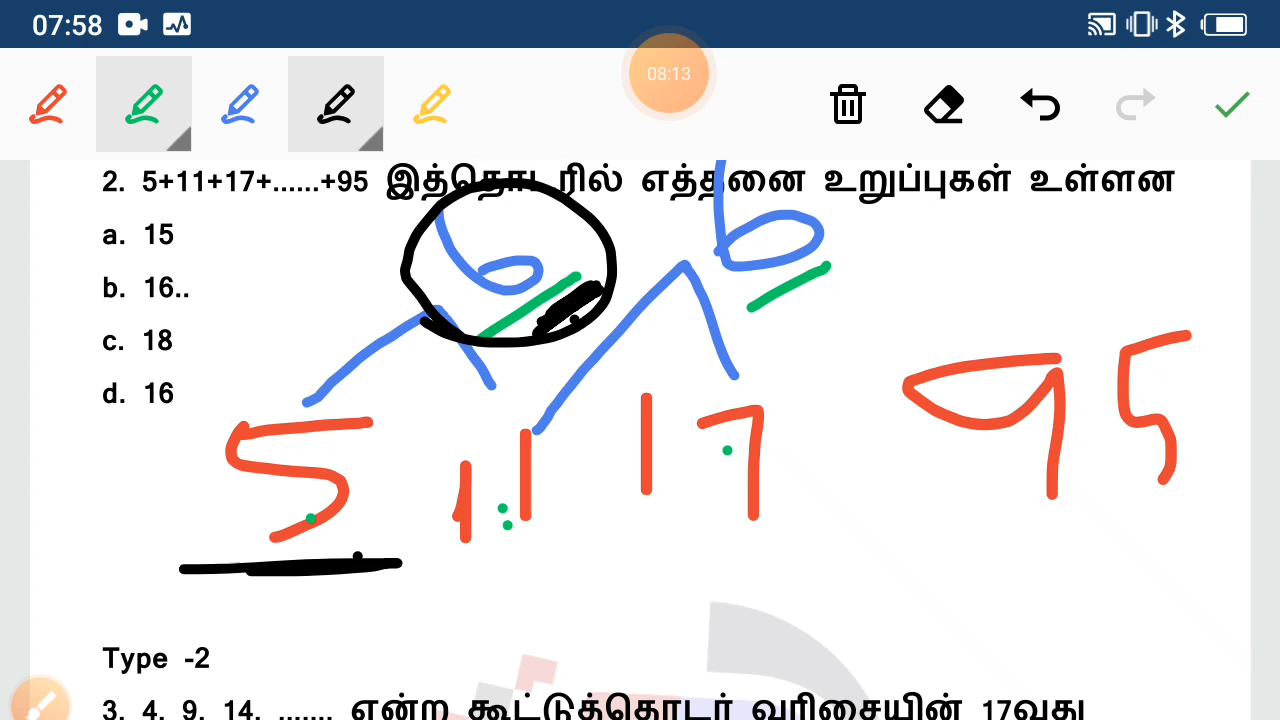 07:58
08:13
2. 5+11+17+......+95 இத்தொடரில் எத்தனை உறுப்புகள் உள்ளன
a. 15
b. 16..
c. 18
d. 16
6 6
5 11 17 95
Type -2
3. 4, 9, 14, ....... என்ற கூட்டுத்தொடர் வரிசையின் 17வது